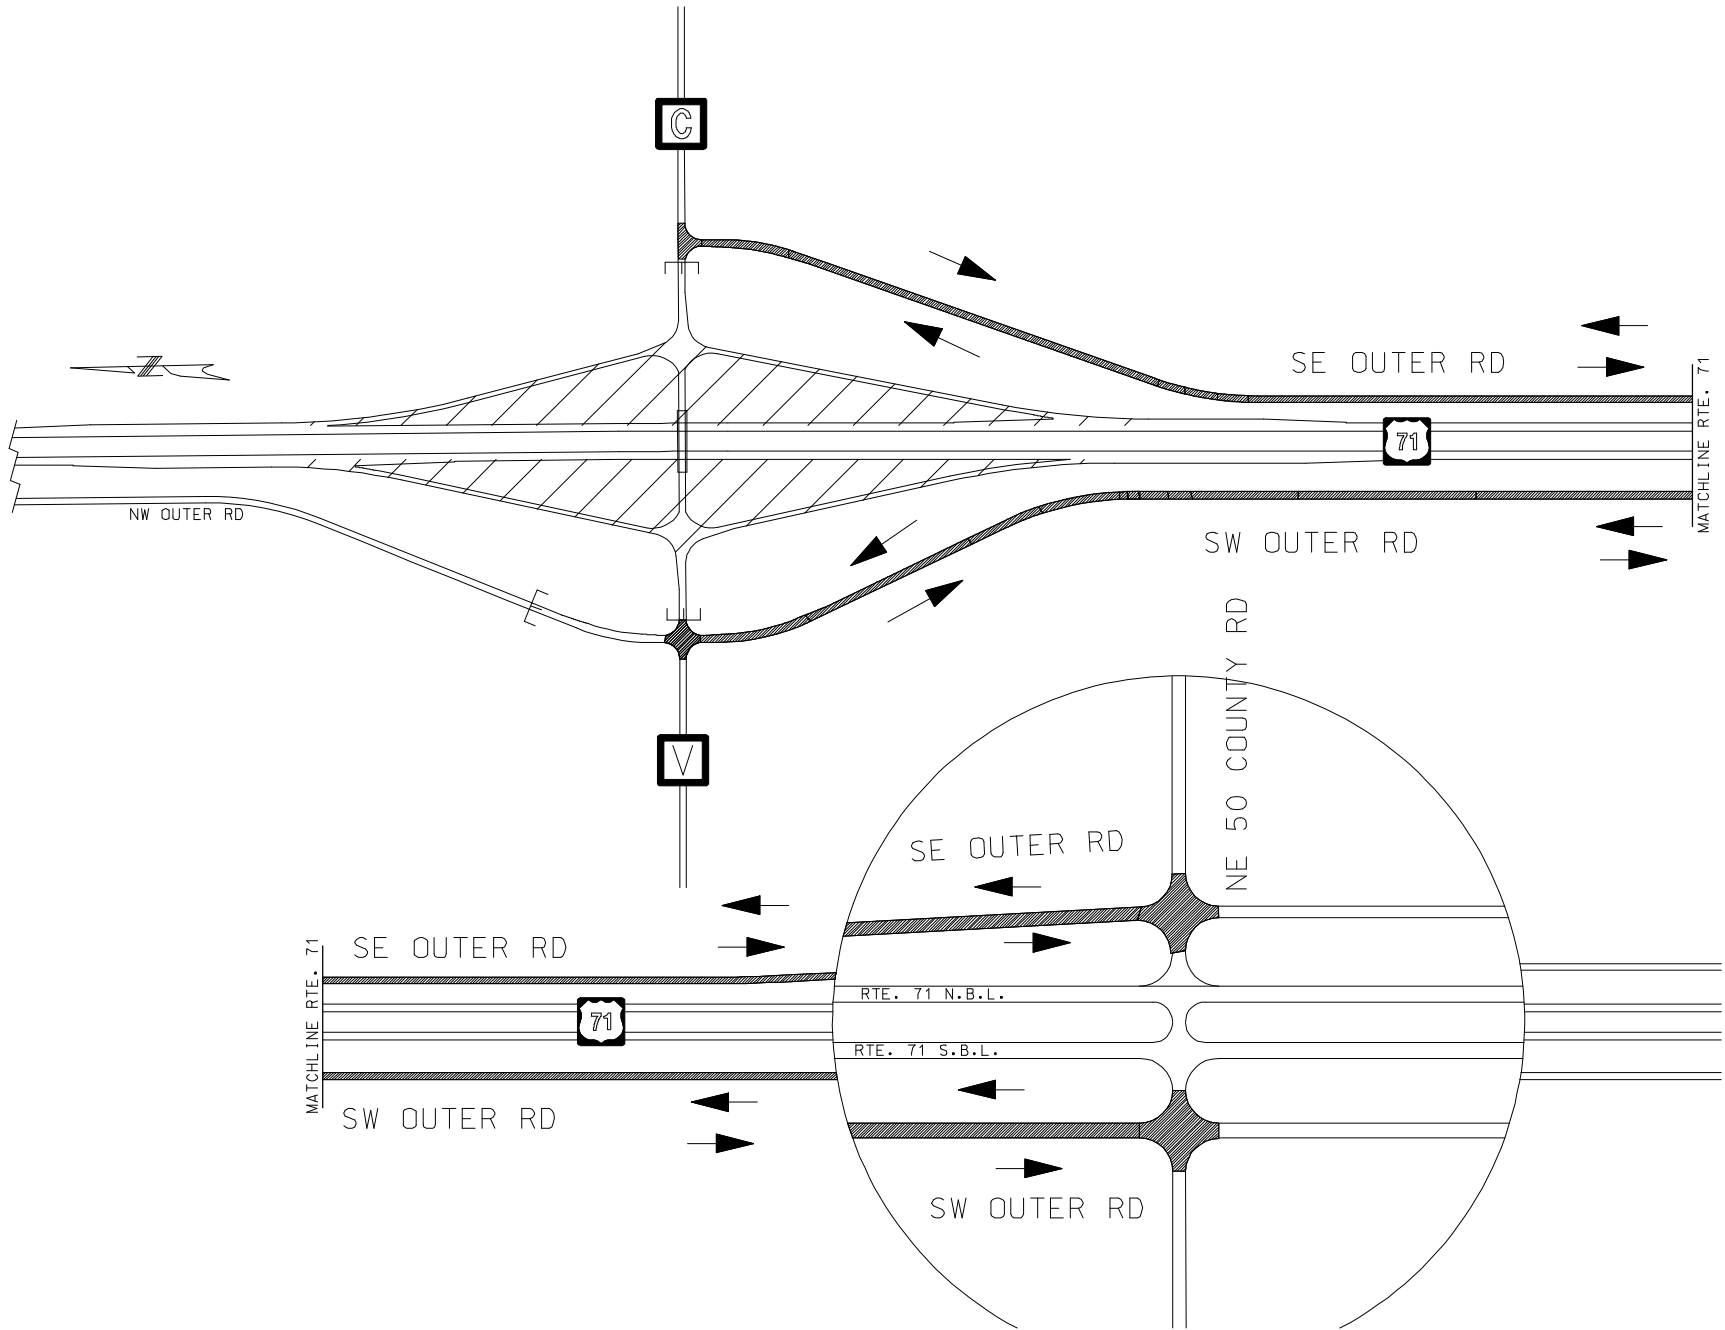 C
SE OUTER RD
MATCHLINE RTE. 71
71
NW OUTER RD
SW OUTER RD
V
NE 50 COUNTY RD
SE OUTER RD
SE OUTER RD
MATCHLINE RTE. 71
71
RTE. 71 N.B.L.
RTE. 71 S.B.L.
SW OUTER RD
SW OUTER RD